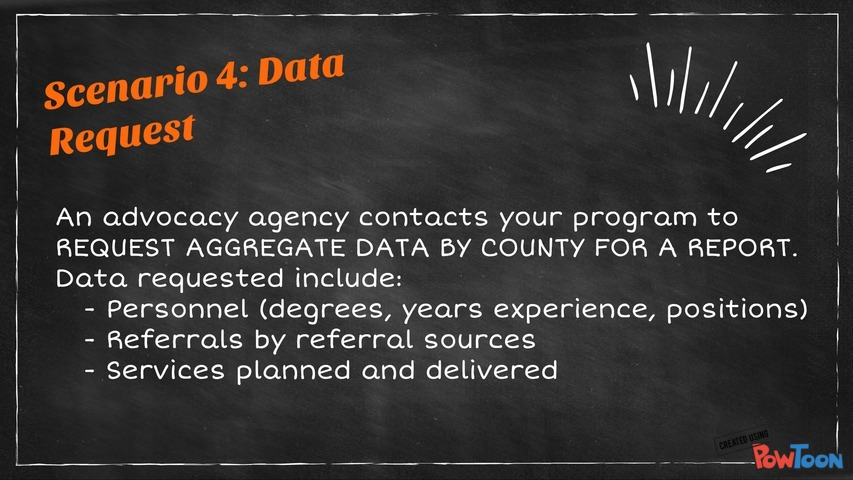 Scenario 4: Data
Request
An advocacy agency contacts your program to
REQUEST AGGREGATE DATA BY COUNTY FOR A REPORT.
Data requested include:
- Personnel (degrees, years experience, positions)
- Referrals by referral sources
- Services planned and delivered
CREATED USING
POWTOON